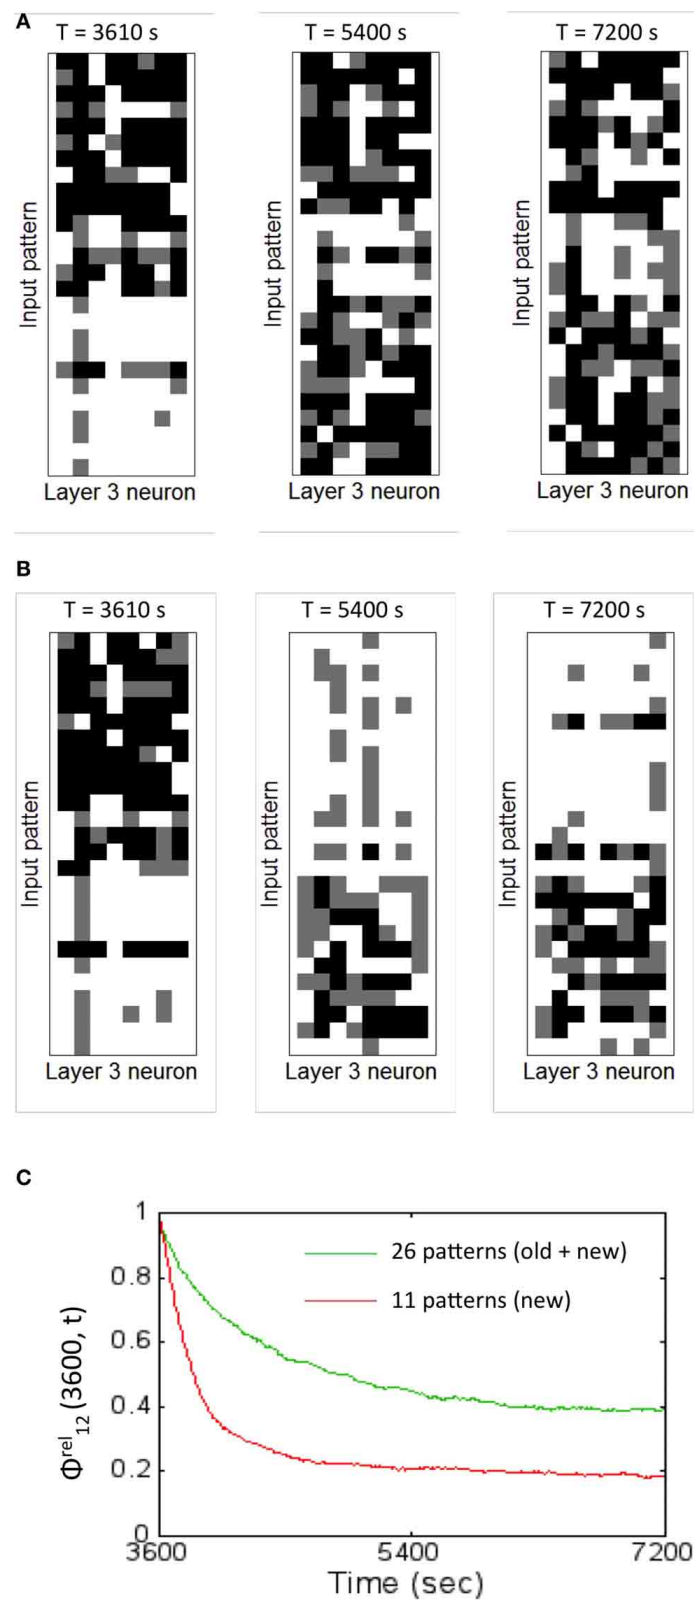 A
T = 3610 s
T = 5400 s
T = 7200 s
Input pattern
Input pattern
Input pattern
Layer 3 neuron
Layer 3 neuron
Layer 3 neuron
B
T = 3610 s
T = 5400 s
T = 7200 s
Input pattern
Input pattern
Input pattern
Layer 3 neuron
Layer 3 neuron
Layer 3 neuron
C
1
0.8
0.6
0.4
0.2
0
Φrel12 (3600, t)
26 patterns (old + new)
11 patterns (new)
3600
5400
7200
Time (sec)